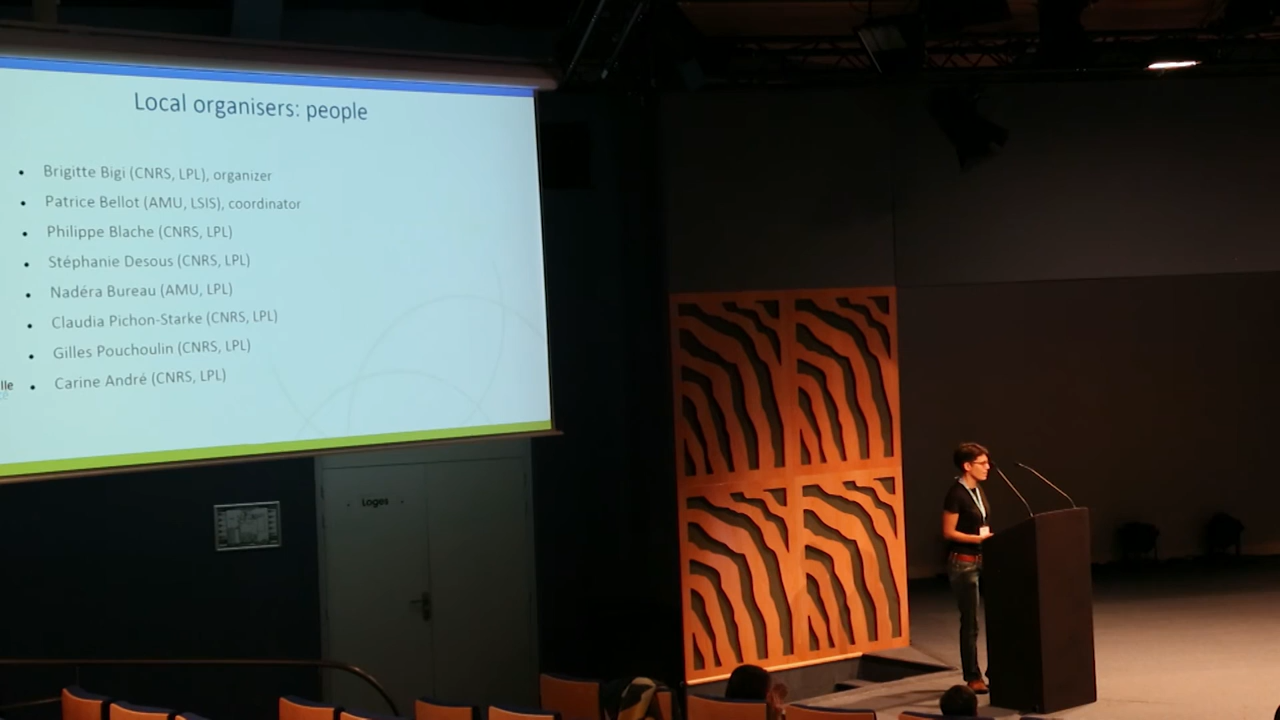 Local organisers: people
• Brigitte Bigi (CNRS, LPL), organizer
• Patrice Bellot (AMU, LSIS), coordinator
• Philippe Blache (CNRS, LPL)
• Stéphanie Desous (CNRS, LPL)
• Nadéra Bureau (AMU, LPL)
• Claudia Pichon-Starke (CNRS, LPL)
• Gilles Pouchoulin (CNRS, LPL)
• Carine André (CNRS, LPL)
lle
Loges